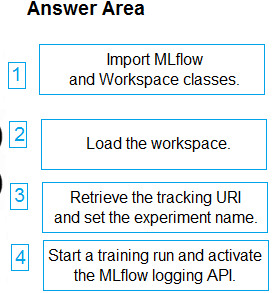 Answer Area
1
Import MLflow
and Workspace classes.
2
Load the workspace.
3
Retrieve the tracking URI
and set the experiment name.
4
Start a training run and activate
the MLflow logging API.